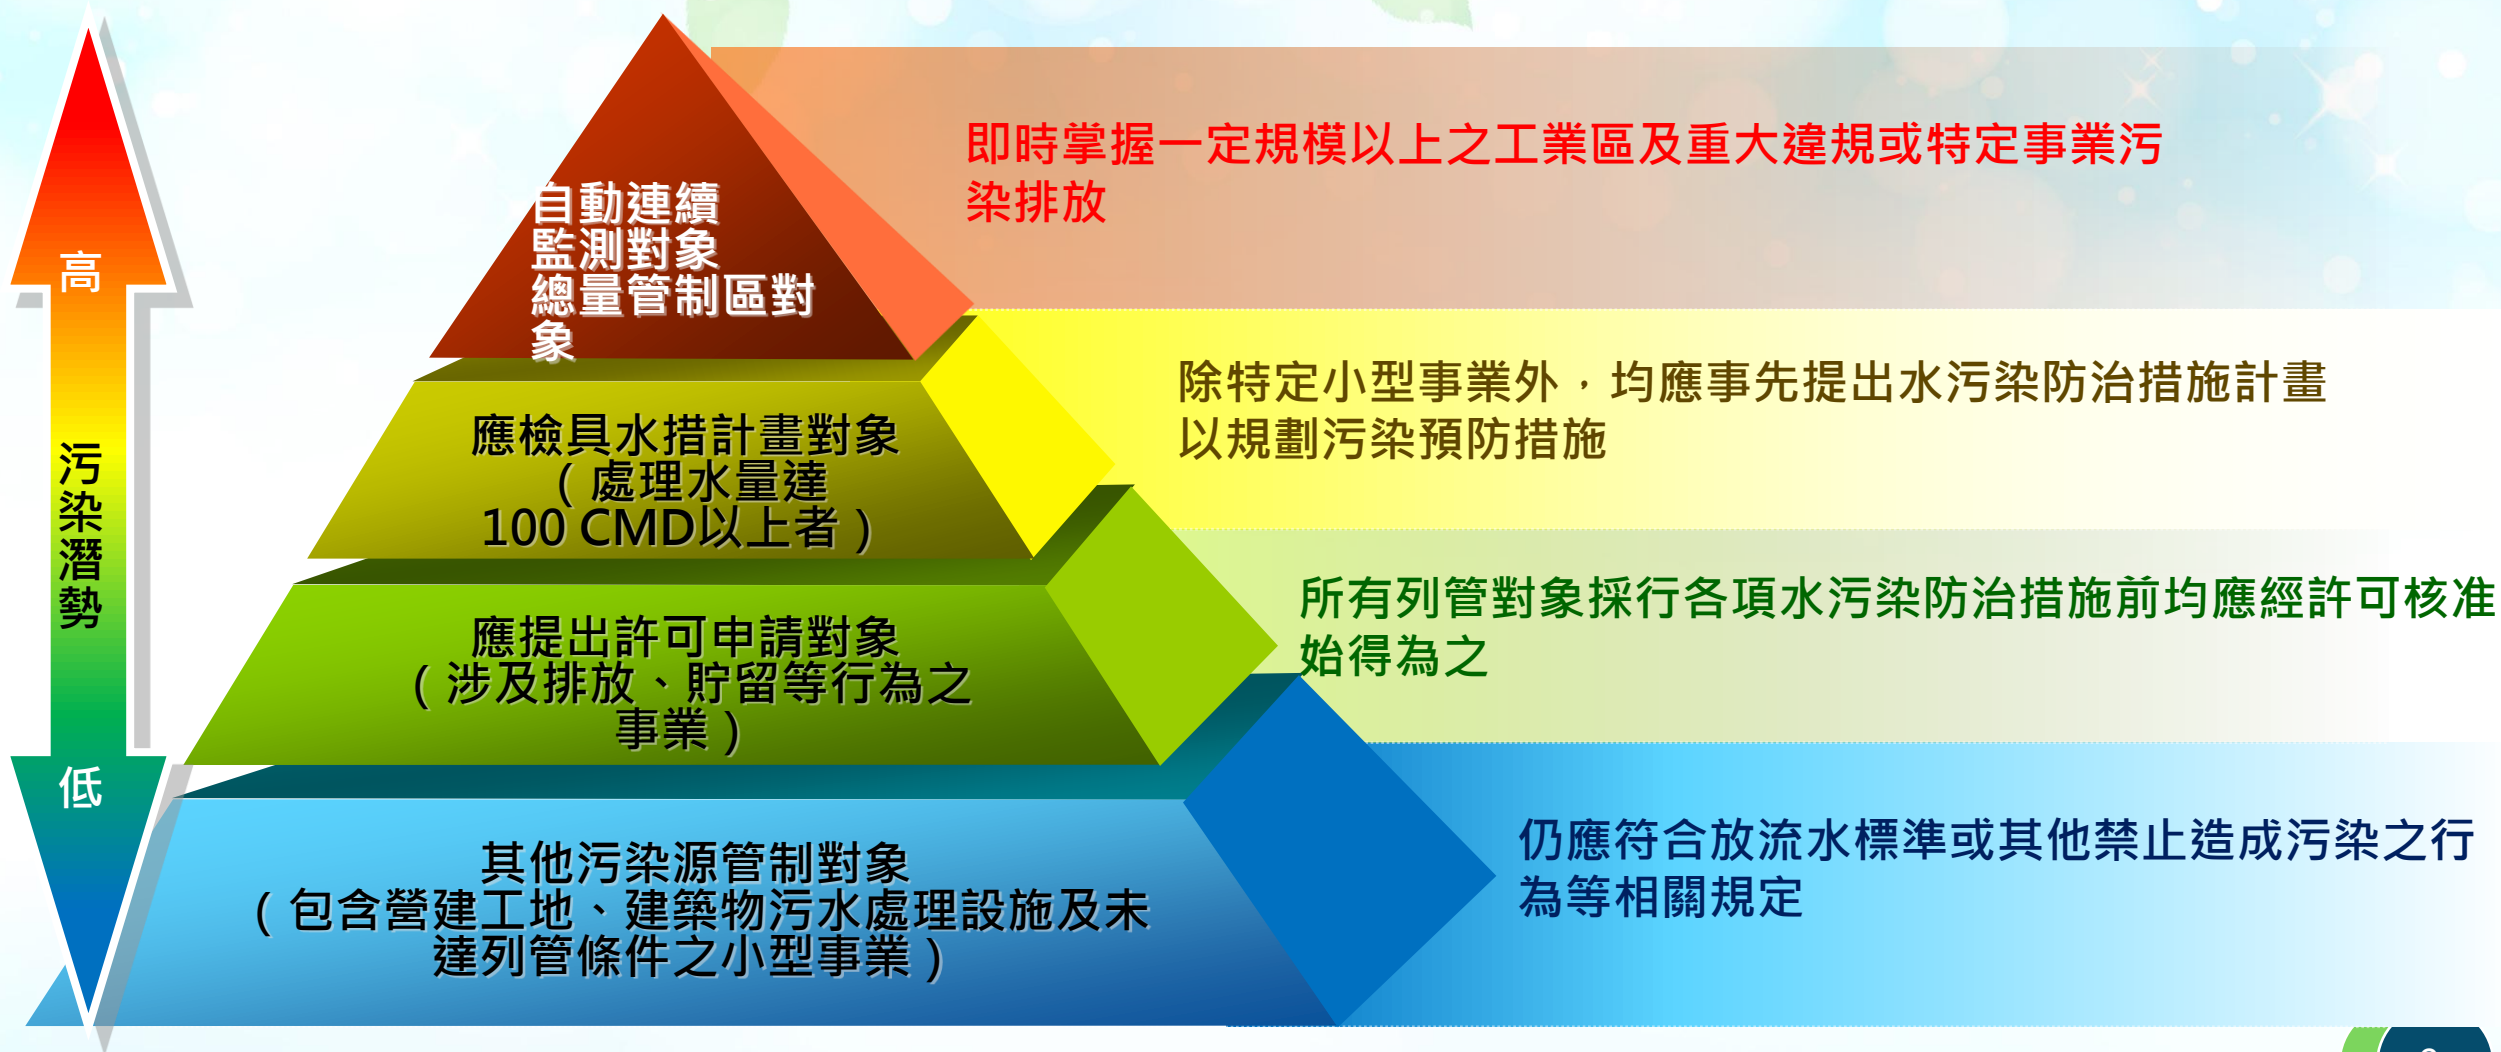 高
污
染
潛
勢
低
自動連續
監測對象
總量管制區對
象
即時掌握一定規模以上之工業區及重大違規或特定事業污
染排放
應檢具水措計畫對象
（處理水量達
100 CMD以上者）
除特定小型事業外，均應事先提出水污染防治措施計畫
以規劃污染預防措施
應提出許可申請對象
（涉及排放、貯留等行為之
事業）
所有列管對象採行各項水污染防治措施前均應經許可核准
始得為之
其他污染源管制對象
（包含營建工地、建築物污水處理設施及未
達列管條件之小型事業）
仍應符合放流水標準或其他禁止造成污染之行
為等相關規定